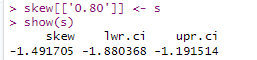 > skew[['0.80']] <- s
> show(s)
skew lwr.ci upr.ci
-1.491705 -1.880368 -1.191514